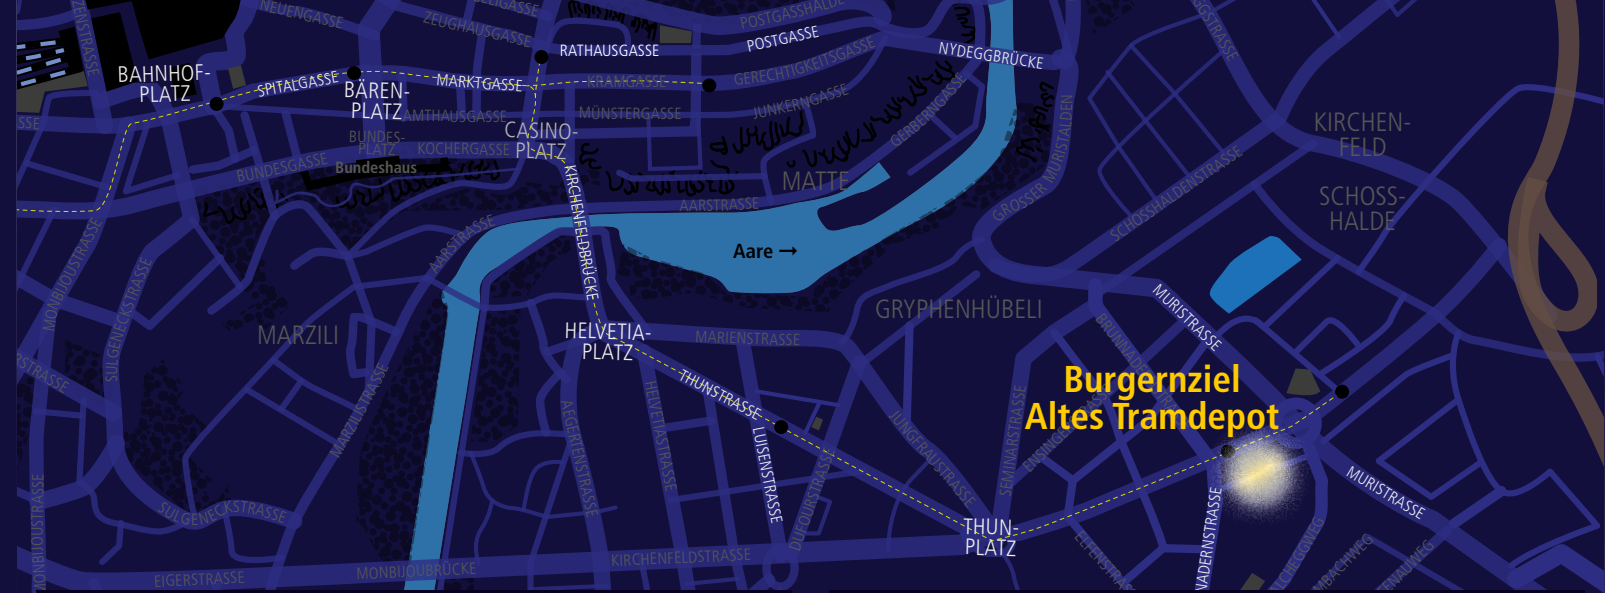 NEUENGASSE
ZEUGHAUSGASSE
POSTGASSHALDE
RATHAUSGASSE
POSTGASSE
NYDEGGBRÜCKE
BAHNHOF-
PLATZ
SPITALGASSE
BÄREN-
PLATZ
MARKTGASSE
KRAMGASSE
GERECHTIGKEITSGASSE
AMTHAUSGASSE
MÜNSTERGASSE
JUNKERNGASSE
GERBERNGASSE
CASINO-
PLATZ
BUNDES-
PLATZ
KOCHERGASSE
BUNDESGASSE
Bundeshaus
MATTE
AARSTRASSE
AARSTRASSE
KIRCHENFELDBRÜCKE
GROSSER MURISTALDEN
SCHOSSHALDENSTRASSE
KIRCHEN-
FELD
SCHOSS-
HALDE
Aare →
MONBIJOUSTRASSE
SULGENECKSTRASSE
MARZILI
GRYPHENHÜBELI
MURISTRASSE
HELVETIA-
PLATZ
MARIENSTRASSE
THUNSTRASSE
Burgernziel
Altes Tramdepot
MARZILISTRASSE
AEGERTENSTRASSE
HELVETIASTRASSE
LUISENSTRASSE
DUFOURSTRASSE
JUNGFRAUSTRASSE
SEMINARSTRASSE
MURISTRASSE
SULGENECKSTRASSE
MONBIJOUSTRASSE
THUN-
PLATZ
EIGERSTRASSE
MONBIJOUBRÜCKE
KIRCHENFELDSTRASSE
NADERNSTRASSE